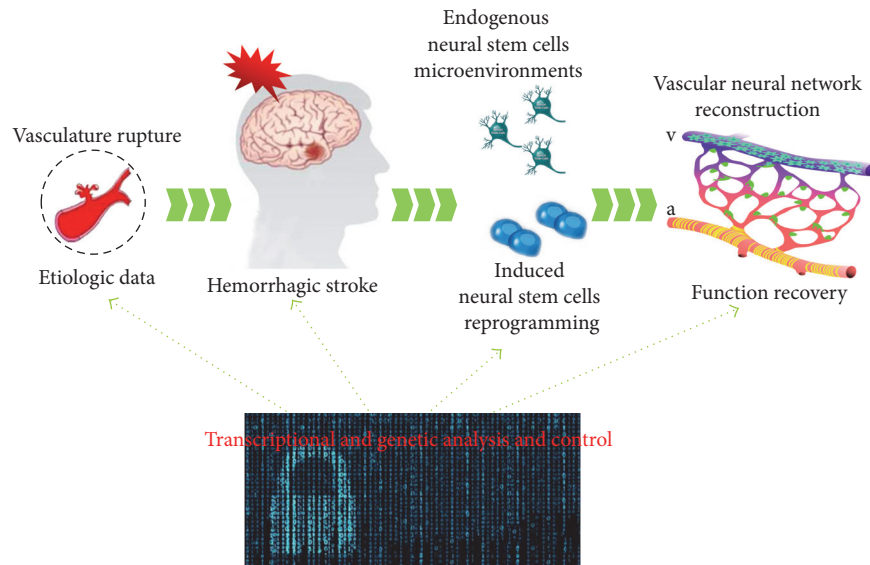 Vasculature rupture
Etiologic data
Hemorrhagic stroke
Endogenous
neural stem cells
microenvironments
Induced
neural stem cells
reprogramming
Vascular neural network
reconstruction
v
a
Function recovery
Transcriptional and genetic analysis and control